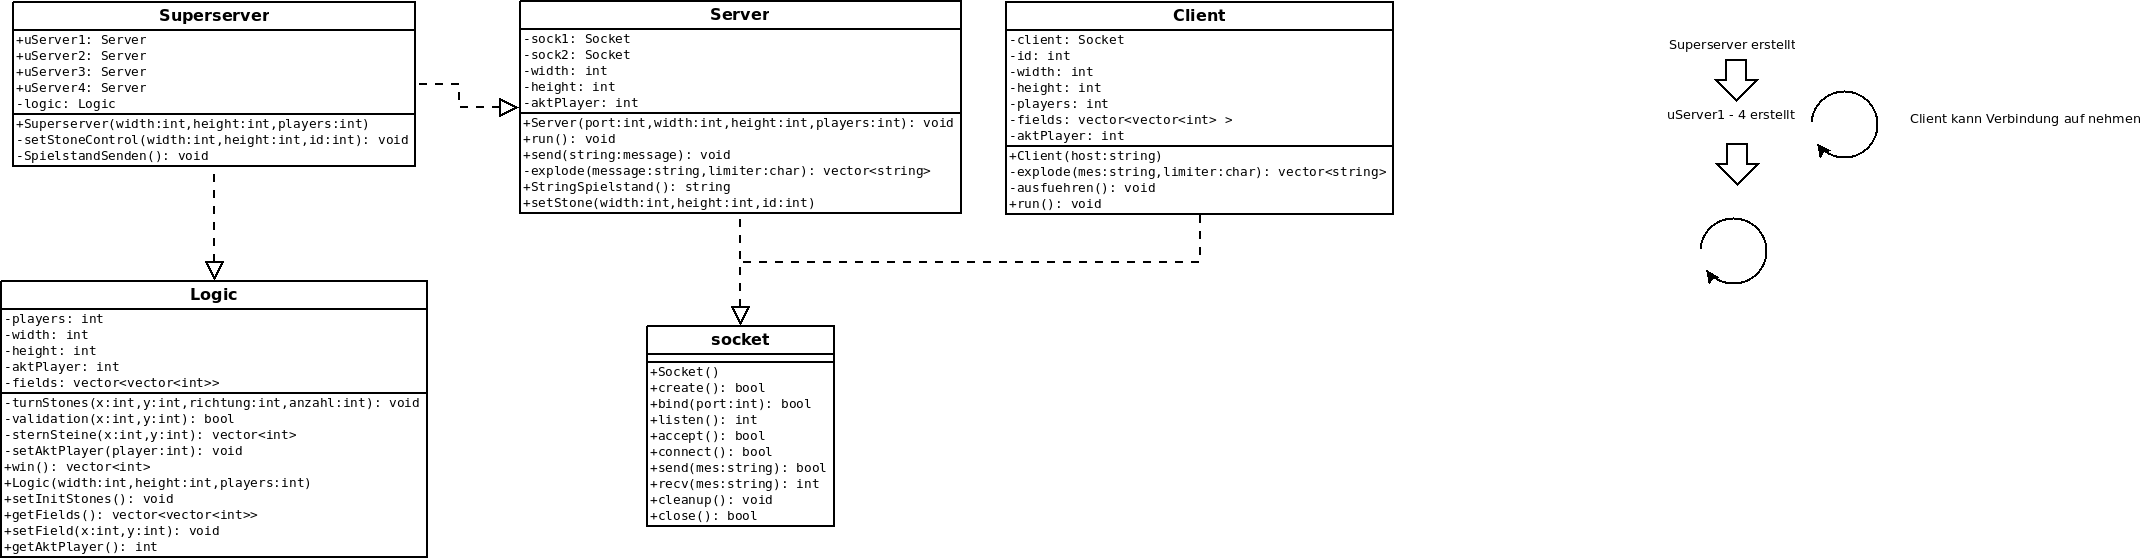 Superserver
+uServer1: Server
+uServer2: Server
+uServer3: Server
+uServer4: Server
-logic: Logic
+Superserver(width:int,height:int,players:int)
-setStoneControl(width:int,height:int,id:int): void
-SpielstandSenden(): void
Server
-sock1: Socket
-sock2: Socket
-width: int
-height: int
-aktPlayer: int
+Server(port:int,width:int,height:int,players:int): void
+run(): void
+send(string:message): void
-explode(message:string,limiter:char): vector<string>
+StringSpielstand(): string
+setStone(width:int,height:int,id:int)
Client
-client: Socket
-id: int
-width: int
-height: int
-players: int
-fields: vector<vector<int> >
-aktPlayer: int
+Client(host:string)
-explode(mes:string,limiter:char): vector<string>
-ausfuehren(): void
+run(): void
Superserver erstellt
uServer1 - 4 erstellt
Client kann Verbindung auf nehmen
Logic
-players: int
-width: int
-height: int
-aktPlayer: int
-fields: vector<vector<int>>
-turnStones(x:int,y:int,richtung:int,anzahl:int): void
-validation(x:int,y:int): bool
-sternSteine(x:int,y:int): vector<int>
-setAktPlayer(player:int): void
+win(): vector<int>
+Logic(width:int,height:int,players:int)
+setInitStones(): void
+getFields(): vector<vector<int>>
+setField(x:int,y:int): void
+getAktPlayer(): int
socket
+Socket()
+create(): bool
+bind(port:int): bool
+listen(): int
+accept(): bool
+connect(): bool
+send(mes:string): bool
+recv(mes:string): int
+cleanup(): void
+close(): bool